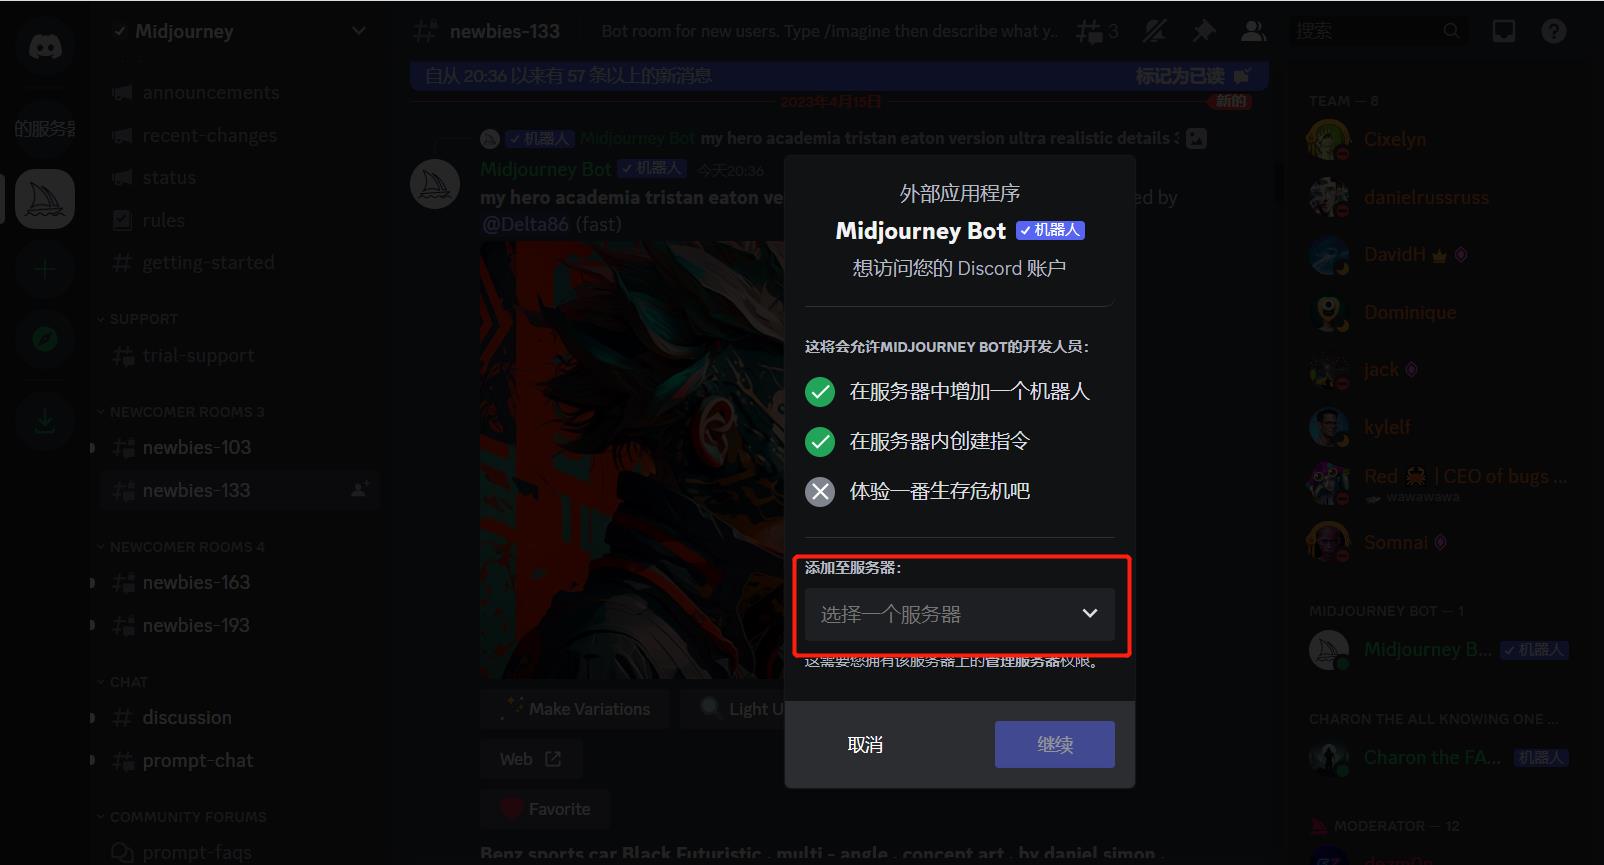 Midjourney
newbies-133
Bot room for new users. Type /imagine then describe what y..
3
搜索
的服务器
announcements
recent-changes
status
rules
getting-started
SUPPORT
trial-support
NEWCOMER ROOMS 3
newbies-103
newbies-133
NEWCOMER ROOMS 4
newbies-163
newbies-193
CHAT
discussion
prompt-chat
COMMUNITY FORUMS
prompt-faqs
自从 20:36 以来有 57 条以上的新消息
标记为已读
2023年4月15日
新的
机器人 Midjourney Bot my hero academia tristan eaton version ultra realistic details
Midjourney Bot 机器人 今天20:36
my hero academia tristan eaton ve
ed by
@Delta86 (fast)
Make Variations
Light U
Web
Favorite
Benz sports car Black Futuristic , multi - angle , concept art , by daniel simon ,
外部应用程序
Midjourney Bot 机器人
想访问您的 Discord 账户
这将会允许MIDJOURNEY BOT的开发人员：
在服务器中增加一个机器人
在服务器内创建指令
体验一番生存危机吧
添加至服务器：
选择一个服务器
这需要您拥有该服务器上的管理服务器权限。
取消
继续
TEAM — 8
Cixelyn
danielrussruss
DavidH
Dominique
jack
kylelf
Red | CEO of bugs ...
wawawawa
Somnai
MIDJOURNEY BOT — 1
Midjourney B... 机器人
CHARON THE ALL KNOWING ONE ...
Charon the FA... 机器人
MODERATOR — 12